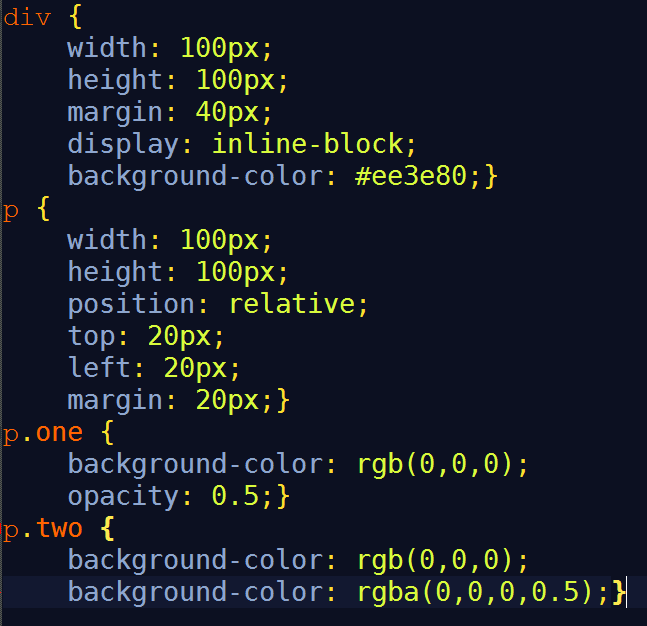 div {
    width: 100px;
    height: 100px;
    margin: 40px;
    display: inline-block;
    background-color: #ee3e80;}
p {
    width: 100px;
    height: 100px;
    position: relative;
    top: 20px;
    left: 20px;
    margin: 20px;}
p.one {
    background-color: rgb(0,0,0);
    opacity: 0.5;}
p.two {
    background-color: rgb(0,0,0);
    background-color: rgba(0,0,0,0.5);}